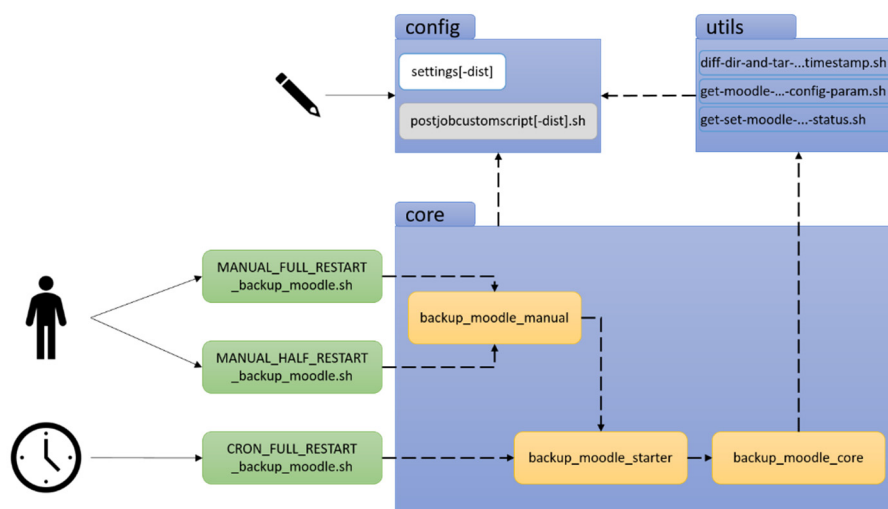 config
utils
settings[-dist]
postjobcustomscript[-dist].sh
diff-dir-and-tar-...timestamp.sh
get-moodle-...-config-param.sh
get-set-moodle-...-status.sh
core
MANUAL_FULL_RESTART
_backup_moodle.sh
backup_moodle_manual
MANUAL_HALF_RESTART
_backup_moodle.sh
CRON_FULL_RESTART
_backup_moodle.sh
backup_moodle_starter
backup_moodle_core